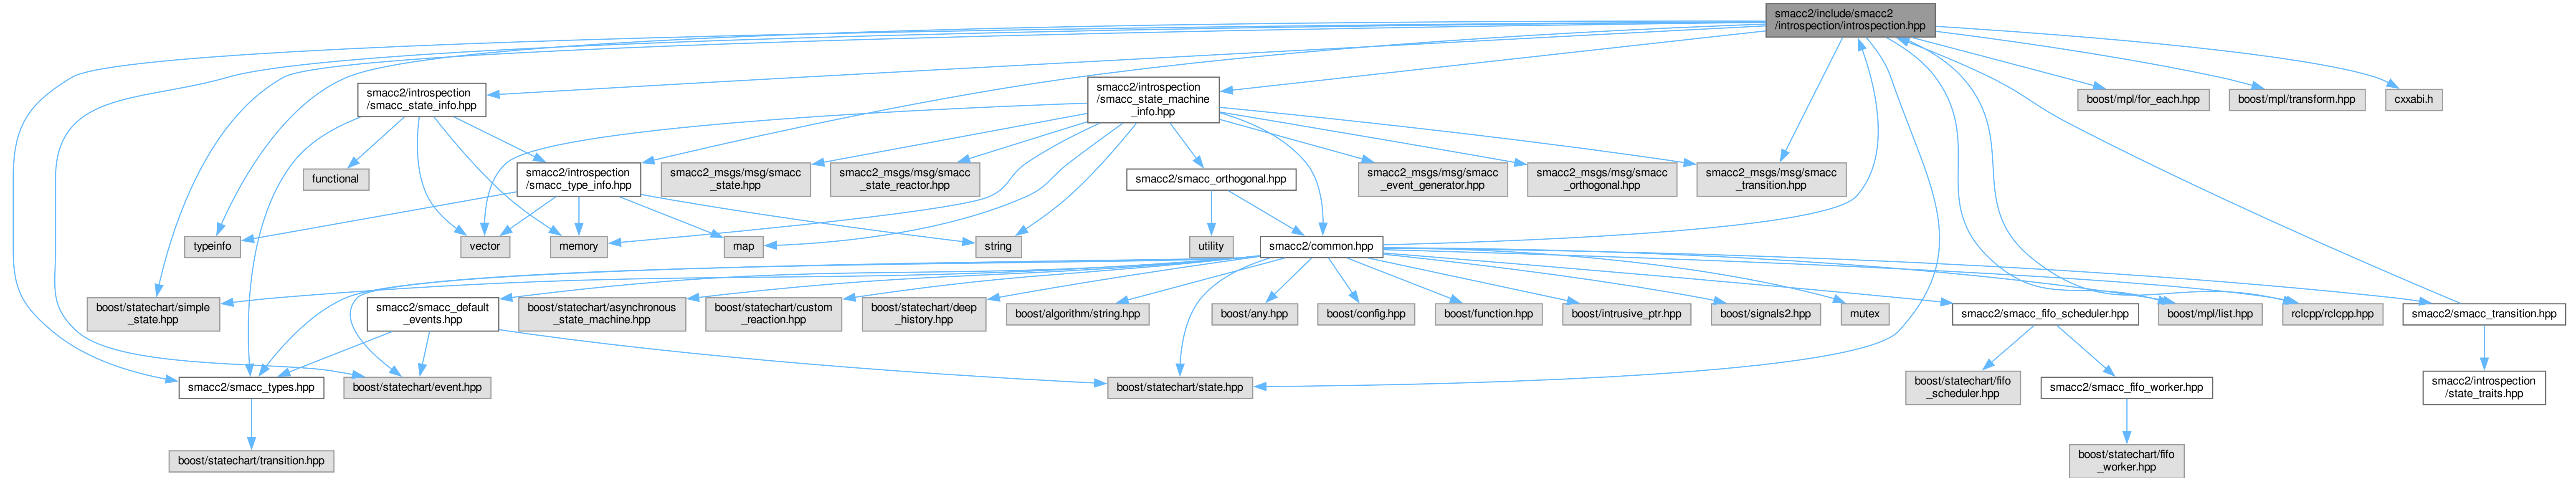 smacc2/include/smacc2
/introspection/introspection.hpp
smacc2/introspection
/smacc_state_info.hpp
smacc2/introspection
/smacc_state_machine
_info.hpp
boost/mpl/for_each.hpp
boost/mpl/transform.hpp
cxxabi.h
functional
smacc2/introspection
/smacc_type_info.hpp
smacc2_msgs/msg/smacc
_state.hpp
smacc2_msgs/msg/smacc
_state_reactor.hpp
smacc2/smacc_orthogonal.hpp
smacc2_msgs/msg/smacc
_event_generator.hpp
smacc2_msgs/msg/smacc
_orthogonal.hpp
smacc2_msgs/msg/smacc
_transition.hpp
typeinfo
vector
memory
map
string
utility
smacc2/common.hpp
boost/statechart/simple
_state.hpp
smacc2/smacc_default
_events.hpp
boost/statechart/asynchronous
_state_machine.hpp
boost/statechart/custom
_reaction.hpp
boost/statechart/deep
_history.hpp
boost/algorithm/string.hpp
boost/any.hpp
boost/config.hpp
boost/function.hpp
boost/intrusive_ptr.hpp
boost/signals2.hpp
mutex
smacc2/smacc_fifo_scheduler.hpp
boost/mpl/list.hpp
rclcpp/rclcpp.hpp
smacc2/smacc_transition.hpp
smacc2/smacc_types.hpp
boost/statechart/event.hpp
boost/statechart/state.hpp
boost/statechart/fifo
_scheduler.hpp
smacc2/smacc_fifo_worker.hpp
smacc2/introspection
/state_traits.hpp
boost/statechart/transition.hpp
boost/statechart/fifo
_worker.hpp